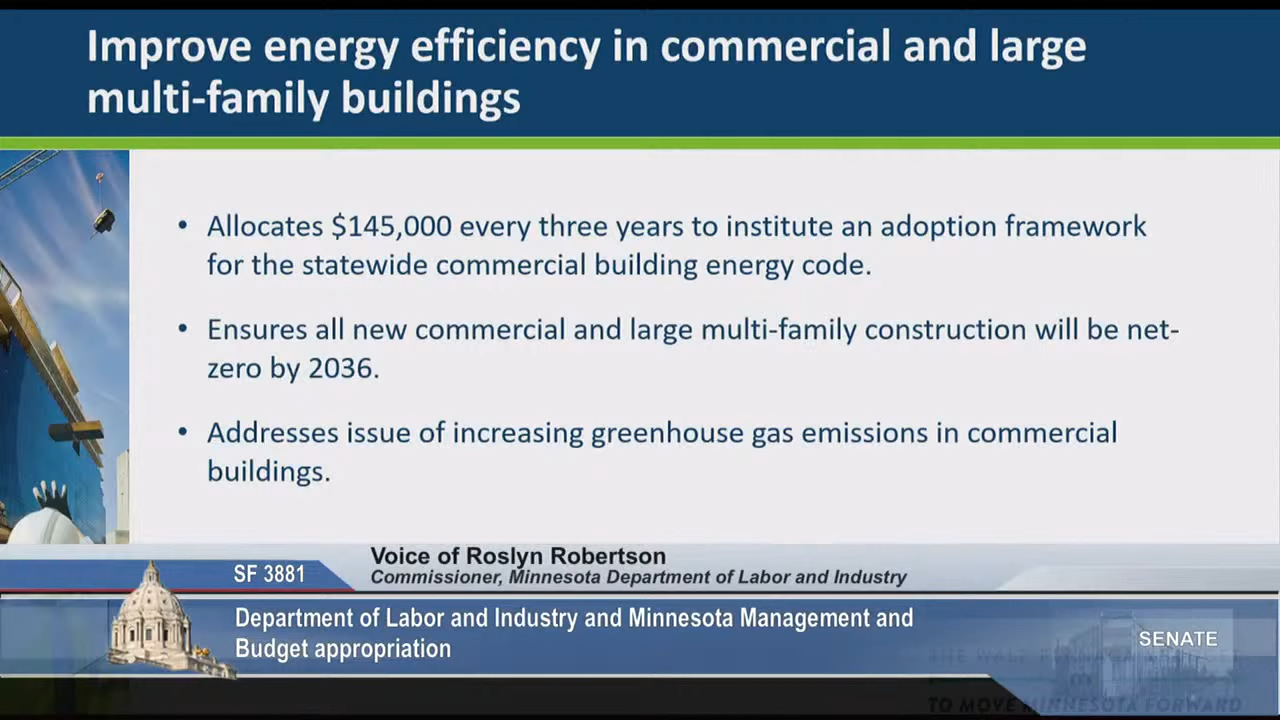 Improve energy efficiency in commercial and large
multi-family buildings
• Allocates $145,000 every three years to institute an adoption framework
for the statewide commercial building energy code.
• Ensures all new commercial and large multi-family construction will be net-
zero by 2036.
• Addresses issue of increasing greenhouse gas emissions in commercial
buildings.
Voice of Roslyn Robertson
SF 3881
Commissioner, Minnesota Department of Labor and Industry
Department of Labor and Industry and Minnesota Management and
Budget appropriation
SENATE
TO MOVE MINNESOTA FORWARD